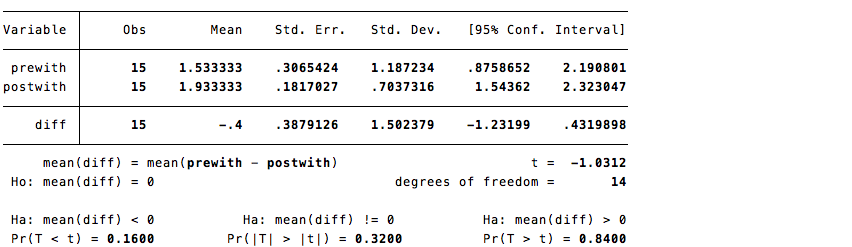 Variable Obs Mean Std. Err. Std. Dev. [95% Conf. Interval]
prewith 15 1.533333 .3065424 1.187234 .8758652 2.190801
postwith 15 1.933333 .1817027 .7037316 1.54362 2.323047
diff 15 -.4 .3879126 1.502379 -1.23199 .4319898
mean(diff) = mean(prewith - postwith) t = -1.0312
Ho: mean(diff) = 0 degrees of freedom = 14
Ha: mean(diff) < 0 Ha: mean(diff) != 0 Ha: mean(diff) > 0
Pr(T < t) = 0.1600 Pr(|T| > |t|) = 0.3200 Pr(T > t) = 0.8400